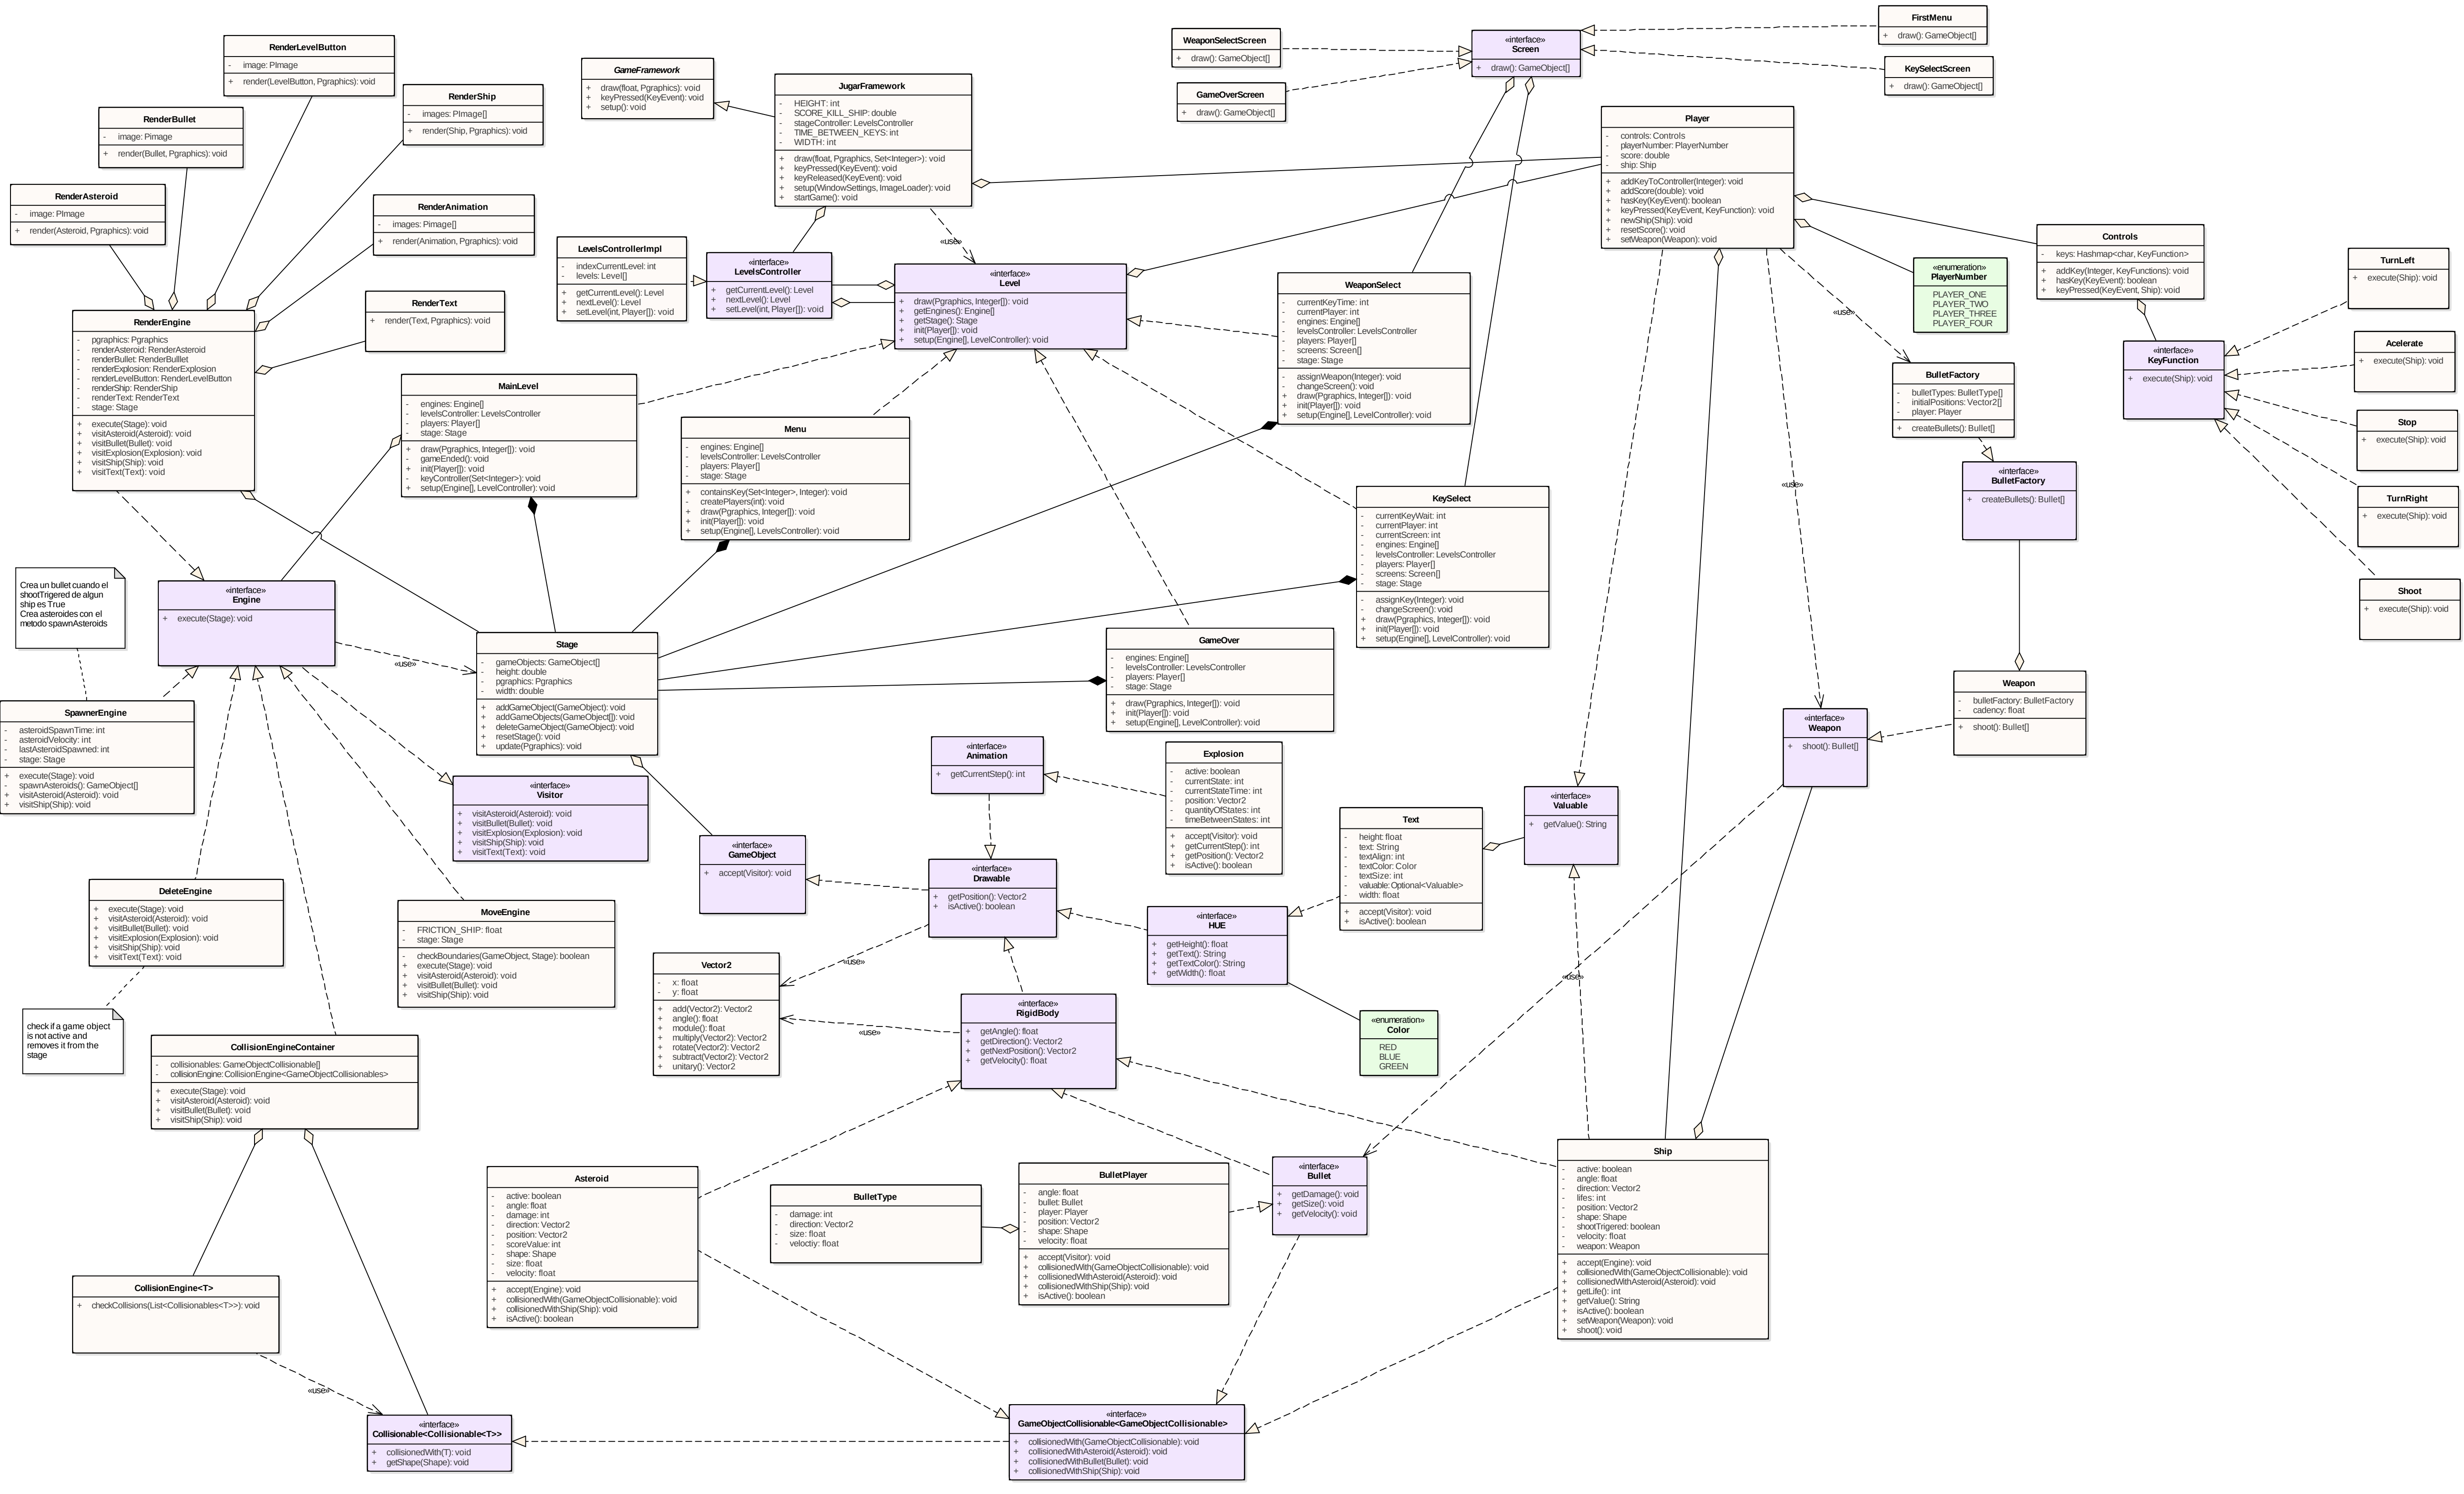 FirstMenu
+ draw(): GameObject[]
WeaponSelectScreen
+ draw(): GameObject[]
«interface»
Screen
+ draw(): GameObject[]
KeySelectScreen
+ draw(): GameObject[]
GameOverScreen
+ draw(): GameObject[]
RenderLevelButton
- image: PImage
+ render(LevelButton, Pgraphics): void
GameFramework
+ draw(float, Pgraphics): void
+ keyPressed(KeyEvent): void
+ setup(): void
JugarFramework
- HEIGHT: int
- SCORE_KILL_SHIP: double
- stageController: LevelsController
- TIME_BETWEEN_KEYS: int
- WIDTH: int
+ draw(float, Pgraphics, Set<Integer>): void
+ keyPressed(KeyEvent): void
+ keyReleased(KeyEvent): void
+ setup(WindowSettings, ImageLoader): void
+ startGame(): void
RenderShip
- images: PImage[]
+ render(Ship, Pgraphics): void
RenderBullet
- image: Pimage
+ render(Bullet, Pgraphics): void
Player
- controls: Controls
- playerNumber: PlayerNumber
- score: double
- ship: Ship
+ addKeyToController(Integer): void
+ addScore(double): void
+ hasKey(KeyEvent): boolean
+ keyPressed(KeyEvent, KeyFunction): void
+ newShip(Ship): void
+ resetScore(): void
+ setWeapon(Weapon): void
RenderAsteroid
- image: PImage
+ render(Asteroid, Pgraphics): void
RenderAnimation
- images: Pimage[]
+ render(Animation, Pgraphics): void
LevelsControllerImpl
- indexCurrentLevel: int
- levels: Level[]
+ getCurrentLevel(): Level
+ nextLevel(): Level
+ setLevel(int, Player[]): void
«interface»
LevelsController
+ getCurrentLevel(): Level
+ nextLevel(): Level
+ setLevel(int, Player[]): void
«use»
«interface»
Level
+ draw(Pgraphics, Integer[]): void
+ getEngines(): Engine[]
+ getStage(): Stage
+ init(Player[]): void
+ setup(Engine[], LevelController): void
WeaponSelect
- currentKeyTime: int
- currentPlayer: int
- engines: Engine[]
- levelsController: LevelsController
- players: Player[]
- screens: Screen[]
- stage: Stage
- assignWeapon(Integer): void
- changeScreen(): void
+ draw(Pgraphics, Integer[]): void
+ init(Player[]): void
+ setup(Engine[], LevelController): void
Controls
- keys: Hashmap<char, KeyFunction>
+ addKey(Integer, KeyFunctions): void
+ hasKey(KeyEvent): boolean
+ keyPressed(KeyEvent, Ship): void
«enumeration»
PlayerNumber
PLAYER_ONE
PLAYER_TWO
PLAYER_THREE
PLAYER_FOUR
«use»
TurnLeft
+ execute(Ship): void
RenderText
+ render(Text, Pgraphics): void
RenderEngine
- pgraphics: Pgraphics
- renderAsteroid: RenderAsteroid
- renderBullet: RenderBulllet
- renderExplosion: RenderExplosion
- renderLevelButton: RenderLevelButton
- renderShip: RenderShip
- renderText: RenderText
- stage: Stage
+ execute(Stage): void
+ visitAsteroid(Asteroid): void
+ visitBullet(Bullet): void
+ visitExplosion(Explosion): void
+ visitShip(Ship): void
+ visitText(Text): void
«interface»
KeyFunction
+ execute(Ship): void
Acelerate
+ execute(Ship): void
BulletFactory
- bulletTypes: BulletType[]
- initialPositions: Vector2[]
- player: Player
+ createBullets(): Bullet[]
MainLevel
- engines: Engine[]
- levelsController: LevelsController
- players: Player[]
- stage: Stage
+ draw(Pgraphics, Integer[]): void
- gameEnded(): void
+ init(Player[]): void
- keyController(Set<Integer>): void
+ setup(Engine[], LevelController): void
Menu
- engines: Engine[]
- levelsController: LevelsController
- players: Player[]
- stage: Stage
+ containsKey(Set<Integer>, Integer): void
- createPlayers(int): void
+ draw(Pgraphics, Integer[]): void
+ init(Player[]): void
+ setup(Engine[], LevelsController): void
Stop
+ execute(Ship): void
«interface»
BulletFactory
+ createBullets(): Bullet[]
«use»
KeySelect
- currentKeyWait: int
- currentPlayer: int
- currentScreen: int
- engines: Engine[]
- levelsController: LevelsController
- players: Player[]
- screens: Screen[]
- stage: Stage
- assignKey(Integer): void
- changeScreen(): void
+ draw(Pgraphics, Integer[]): void
+ init(Player[]): void
+ setup(Engine[], LevelController): void
TurnRight
+ execute(Ship): void
Shoot
+ execute(Ship): void
Crea un bullet cuando el
shootTrigered de algun
ship es True
Crea asteroides con el
metodo spawnAsteroids
«interface»
Engine
+ execute(Stage): void
«use»
Stage
- gameObjects: GameObject[]
- height: double
- pgraphics: Pgraphics
- width: double
+ addGameObject(GameObject): void
+ addGameObjects(GameObject[]): void
+ deleteGameObject(GameObject): void
+ resetStage(): void
+ update(Pgraphics): void
GameOver
- engines: Engine[]
- levelsController: LevelsController
- players: Player[]
- stage: Stage
+ draw(Pgraphics, Integer[]): void
+ init(Player[]): void
+ setup(Engine[], LevelController): void
Weapon
- bulletFactory: BulletFactory
- cadency: float
+ shoot(): Bullet[]
SpawnerEngine
- asteroidSpawnTime: int
- asteroidVelocity: int
- lastAsteroidSpawned: int
- stage: Stage
+ execute(Stage): void
- spawnAsteroids(): GameObject[]
+ visitAsteroid(Asteroid): void
+ visitShip(Ship): void
«interface»
Weapon
+ shoot(): Bullet[]
«interface»
Animation
+ getCurrentStep(): int
Explosion
- active: boolean
- currentState: int
- currentStateTime: int
- position: Vector2
- quantityOfStates: int
- timeBetweenStates: int
+ accept(Visitor): void
+ getCurrentStep(): int
+ getPosition(): Vector2
+ isActive(): boolean
«interface»
Visitor
+ visitAsteroid(Asteroid): void
+ visitBullet(Bullet): void
+ visitExplosion(Explosion): void
+ visitShip(Ship): void
+ visitText(Text): void
«interface»
Valuable
+ getValue(): String
Text
- height: float
- text: String
- textAlign: int
- textColor: Color
- textSize: int
- valuable: Optional<Valuable>
- width: float
+ accept(Visitor): void
+ isActive(): boolean
«interface»
GameObject
+ accept(Visitor): void
«interface»
Drawable
+ getPosition(): Vector2
+ isActive(): boolean
DeleteEngine
+ execute(Stage): void
+ visitAsteroid(Asteroid): void
+ visitBullet(Bullet): void
+ visitExplosion(Explosion): void
+ visitShip(Ship): void
+ visitText(Text): void
MoveEngine
- FRICTION_SHIP: float
- stage: Stage
- checkBoundaries(GameObject, Stage): boolean
+ execute(Stage): void
+ visitAsteroid(Asteroid): void
+ visitBullet(Bullet): void
+ visitShip(Ship): void
«interface»
HUE
+ getHeight(): float
+ getText(): String
+ getTextColor(): String
+ getWidth(): float
«use»
Vector2
- x: float
- y: float
+ add(Vector2): Vector2
+ angle(): float
+ module(): float
+ multiply(Vector2): Vector2
+ rotate(Vector2): Vector2
+ subtract(Vector2): Vector2
+ unitary(): Vector2
«use»
«use»
«interface»
RigidBody
+ getAngle(): float
+ getDirection(): Vector2
+ getNextPosition(): Vector2
+ getVelocity(): float
«enumeration»
Color
RED
BLUE
GREEN
check if a game object
is not active and
removes it from the
stage
CollisionEngineContainer
- collisionables: GameObjectCollisionable[]
- collisionEngine: CollisionEngine<GameObjectCollisionables>
+ execute(Stage): void
+ visitAsteroid(Asteroid): void
+ visitBullet(Bullet): void
+ visitShip(Ship): void
Ship
- active: boolean
- angle: float
- direction: Vector2
- lifes: int
- position: Vector2
- shape: Shape
- shootTrigered: boolean
- velocity: float
- weapon: Weapon
+ accept(Engine): void
+ collisionedWith(GameObjectCollisionable): void
+ collisionedWithAsteroid(Asteroid): void
+ getLife(): int
+ getValue(): String
+ isActive(): boolean
+ setWeapon(Weapon): void
+ shoot(): void
Asteroid
- active: boolean
- angle: float
- damage: int
- direction: Vector2
- position: Vector2
- scoreValue: int
- shape: Shape
- size: float
- velocity: float
+ accept(Engine): void
+ collisionedWith(GameObjectCollisionable): void
+ collisionedWithShip(Ship): void
+ isActive(): boolean
BulletType
- damage: int
- direction: Vector2
- size: float
- veloctiy: float
BulletPlayer
- angle: float
- bullet: Bullet
- player: Player
- position: Vector2
- shape: Shape
- velocity: float
+ accept(Visitor): void
+ collisionedWith(GameObjectCollisionable): void
+ collisionedWithAsteroid(Asteroid): void
+ collisionedWithShip(Ship): void
+ isActive(): boolean
«interface»
Bullet
+ getDamage(): void
+ getSize(): void
+ getVelocity(): void
CollisionEngine<T>
+ checkCollisions(List<Collisionables<T>>): void
«use»
«interface»
Collisionable<Collisionable<T>>
+ collisionedWith(T): void
+ getShape(Shape): void
«interface»
GameObjectCollisionable<GameObjectCollisionable>
+ collisionedWith(GameObjectCollisionable): void
+ collisionedWithAsteroid(Asteroid): void
+ collisionedWithBullet(Bullet): void
+ collisionedWithShip(Ship): void